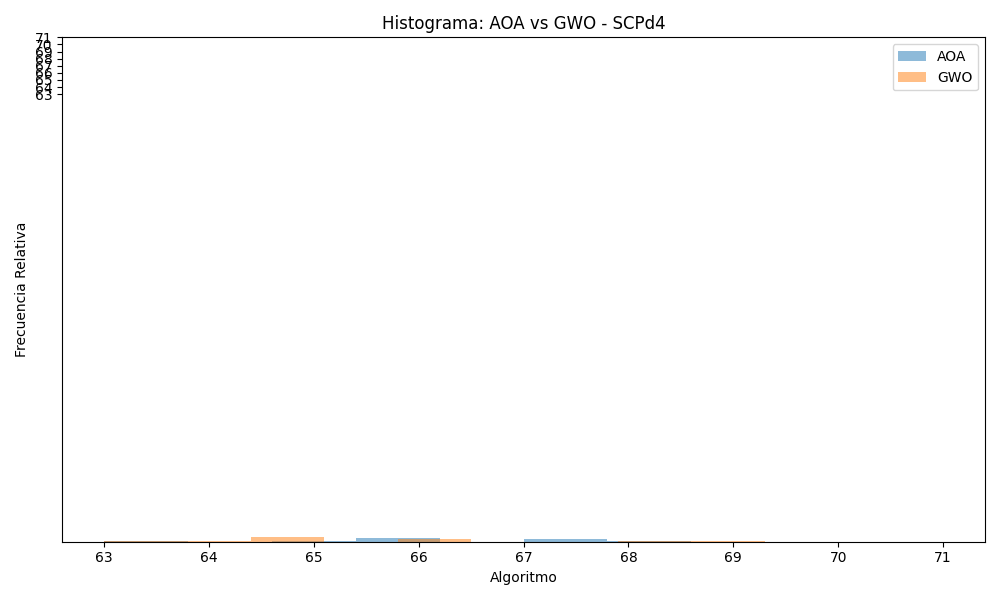 Histograma: AOA vs GWO - SCPd4
71
70
69
68
67
66
65
64
63
AOA
GWO
Frecuencia Relativa
63 64 65 66 67 68 69 70 71
Algoritmo